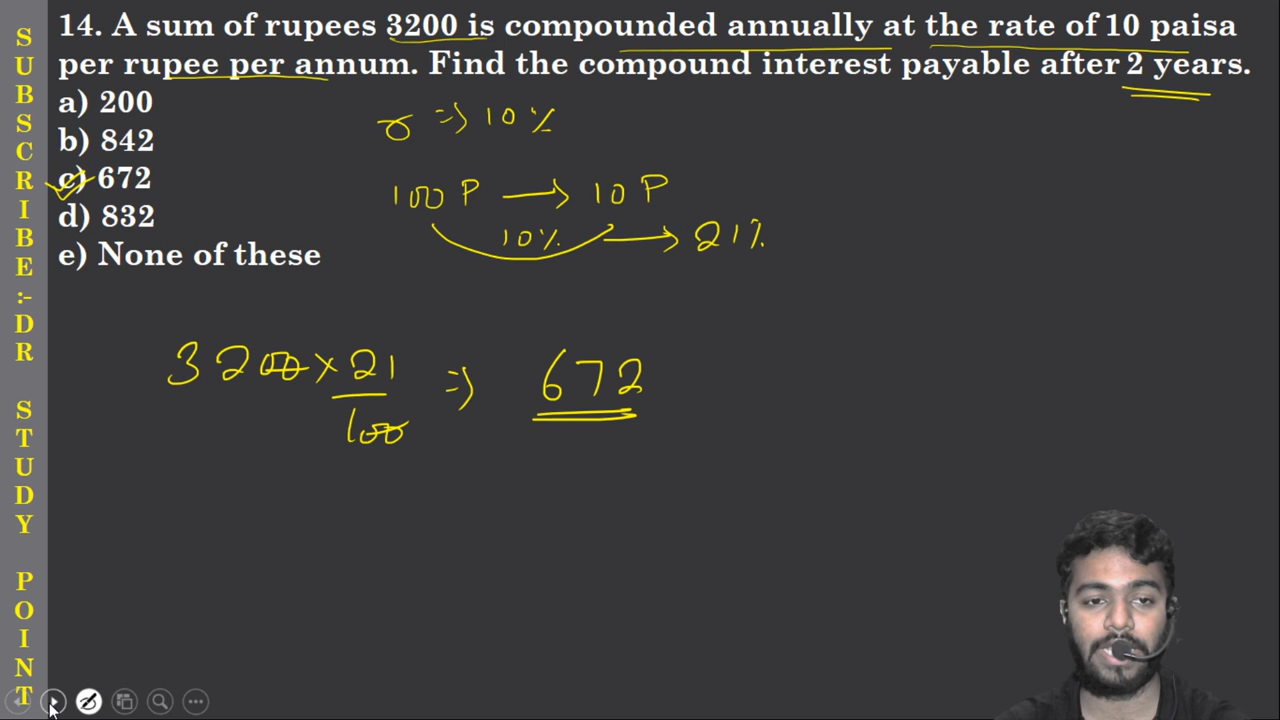 14. A sum of rupees 3200 is compounded annually at the rate of 10 paisa
per rupee per annum. Find the compound interest payable after 2 years.
a) 200
b) 842
c) 672
d) 832
e) None of these
r ⇒ 10%
100 P → 10 P
10% → 21%
3200 × 21 / 100 ⇒ 672
SUBSCRIBE:-DR STUDY POINT